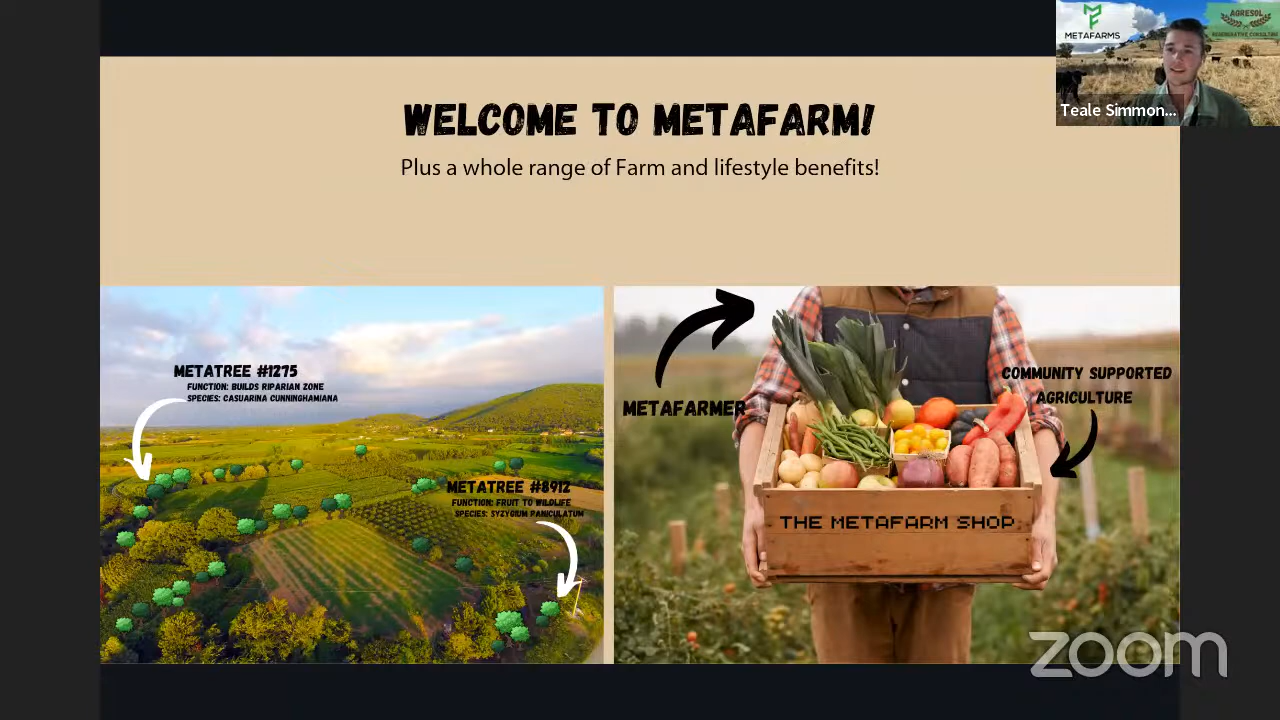 WELCOME TO METAFARM!
Plus a whole range of Farm and lifestyle benefits!
METAFARMS
AGRESOL
REGENERATIVE CONSULTING
Teale Simmon...
METATREE #1275
FUNCTION: BUILDS RIPARIAN ZONE
SPECIES: CASUARINA CUNNINGHAMIANA
METATREE #8912
FUNCTION: FRUIT TO WILDLIFE
SPECIES: SYZYGIUM PANICULATUM
METAFARMER
COMMUNITY SUPPORTED
AGRICULTURE
THE METAFARM SHOP
zoom